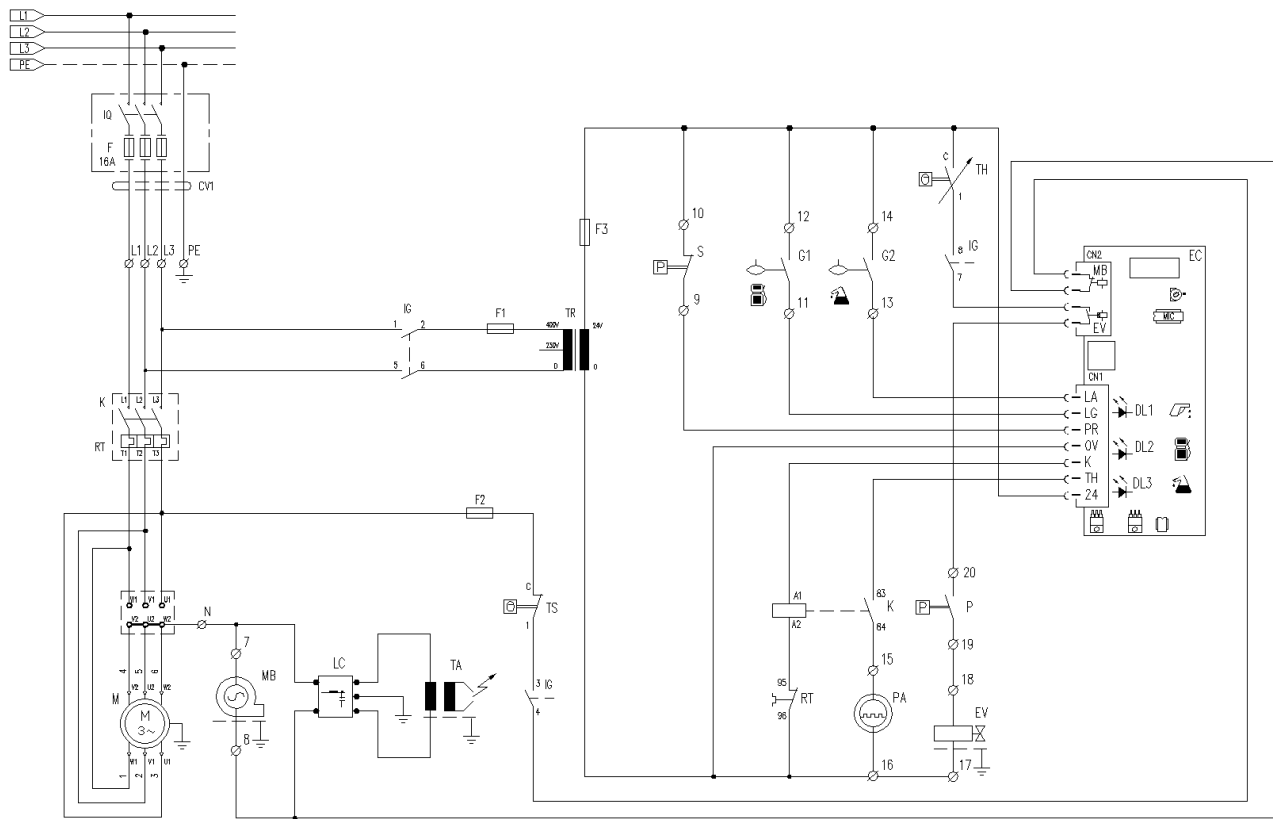 L1
L2
L3
PE
IQ
F
16A
CV1
L1 L2 L3 PE
IG
1 2
F1
400V
230V
0
TR
24V
0
5 6
F3
10
S
P
9
12
G1
11
14
G2
13
C
TH
1
8 IG
7
CN2
MB
EV
EC
MIC
CN1
LA
LG
PR
0V
K
TH
24
DL1
DL2
DL3
K
L1 L2 L3
RT
T1 T2 T3
F2
C
TS
1
W1 V1 U1
V2 U2 W2
N
7
MB
8
LC
TA
3 IG
4
4 5 6
V2 U2 W2
M
M
3~
W1 V1 U1
1 2 3
A1
A2
95
RT
96
63
K
64
15
PA
16
20
P
P
19
18
EV
17